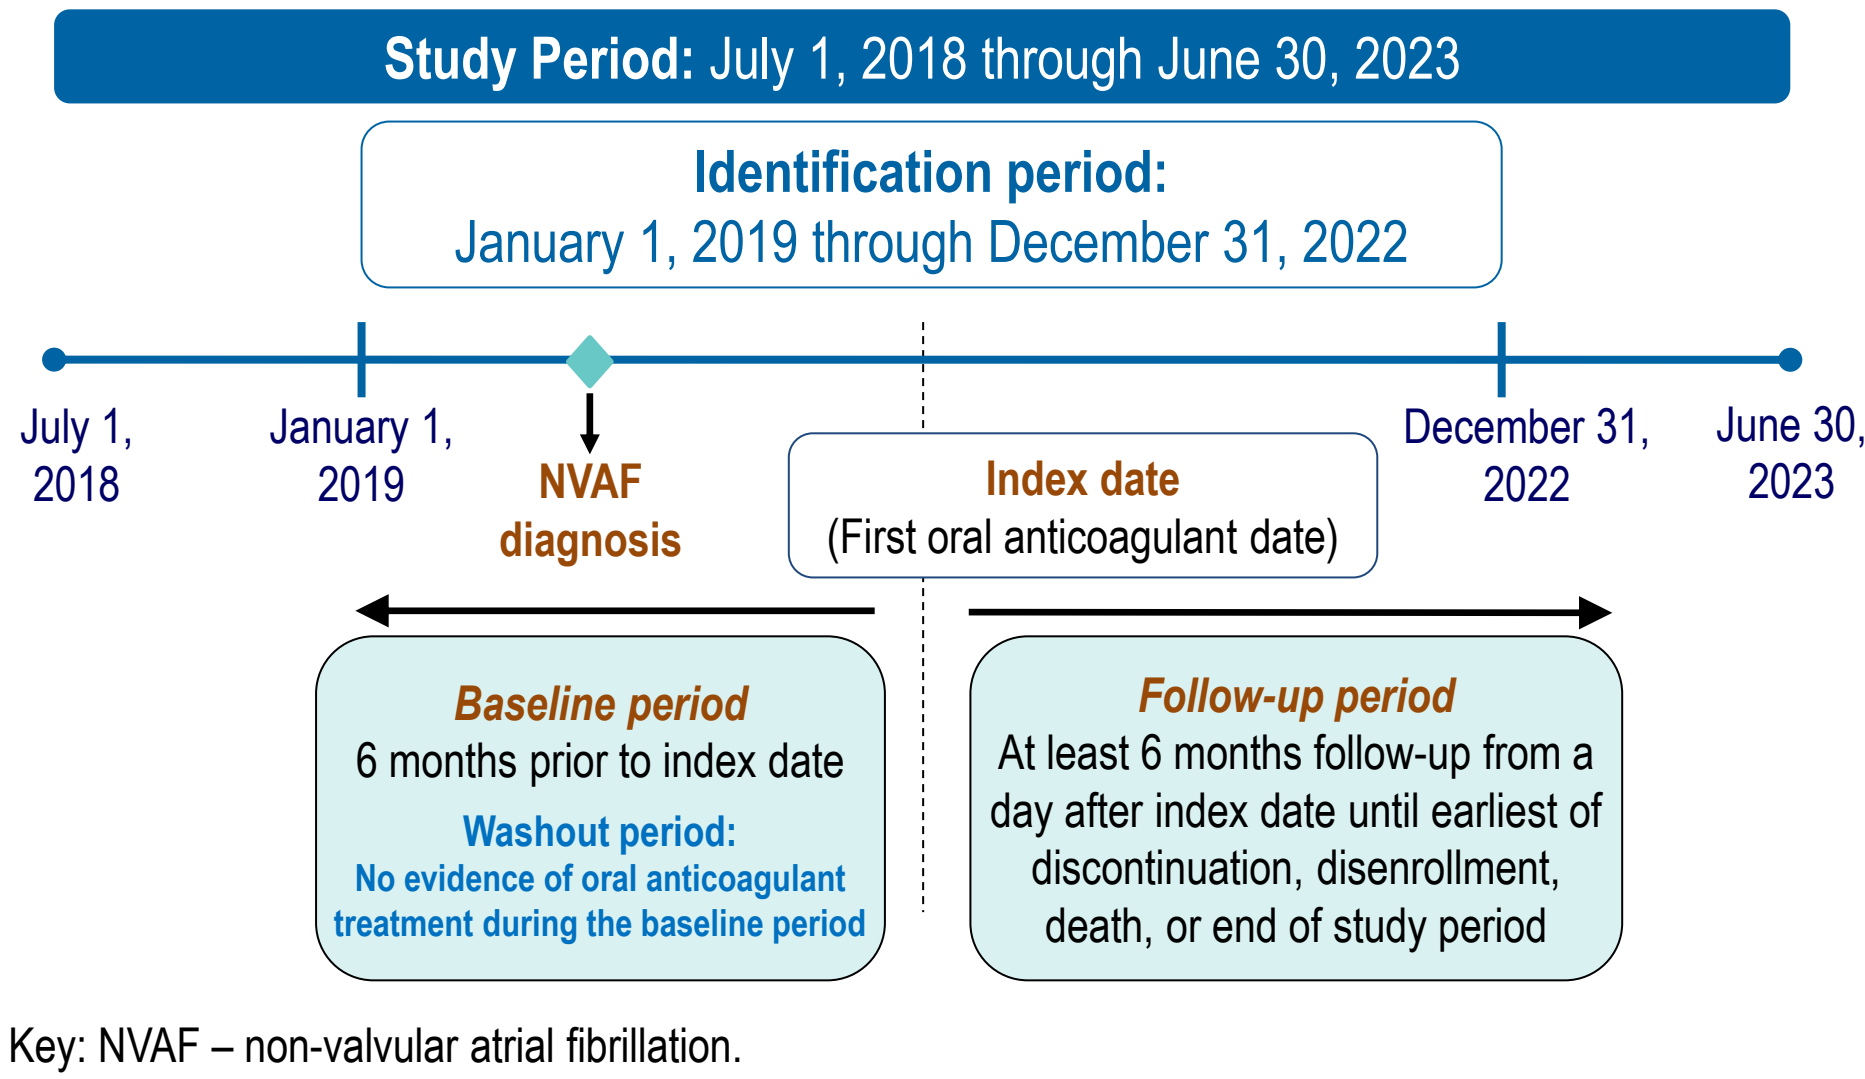 Study Period: July 1, 2018 through June 30, 2023
Identification period:
January 1, 2019 through December 31, 2022
July 1,
2018
January 1,
2019
NVAF
diagnosis
Index date
(First oral anticoagulant date)
December 31,
2022
June 30,
2023
Baseline period
6 months prior to index date
Washout period:
No evidence of oral anticoagulant
treatment during the baseline period
Follow-up period
At least 6 months follow-up from a
day after index date until earliest of
discontinuation, disenrollment,
death, or end of study period
Key: NVAF – non-valvular atrial fibrillation.